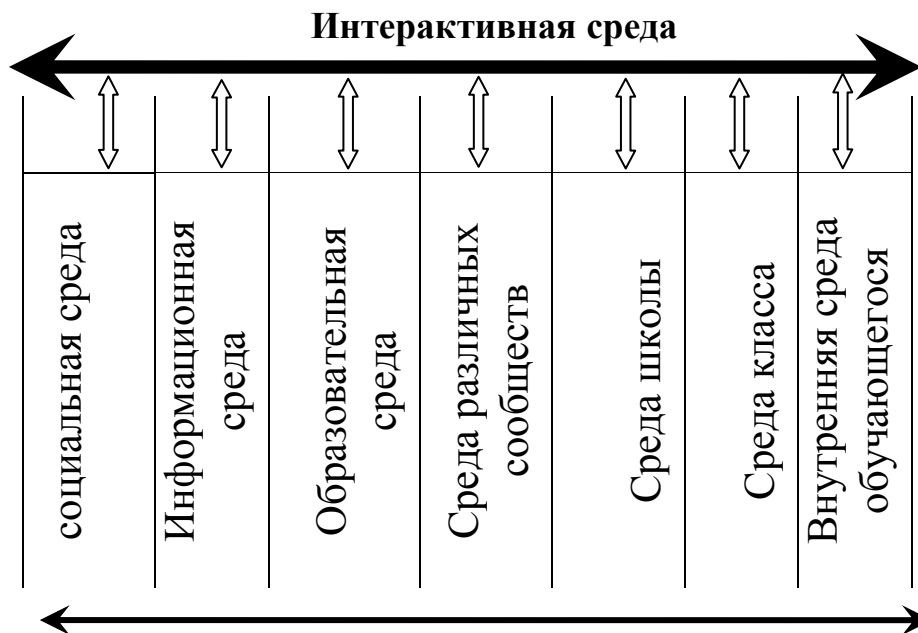 Интерактивная среда
социальная среда
Информационная
среда
Образовательная
среда
Среда различных
сообществ
Среда школы
Среда класса
Внутренняя среда
обучающегося